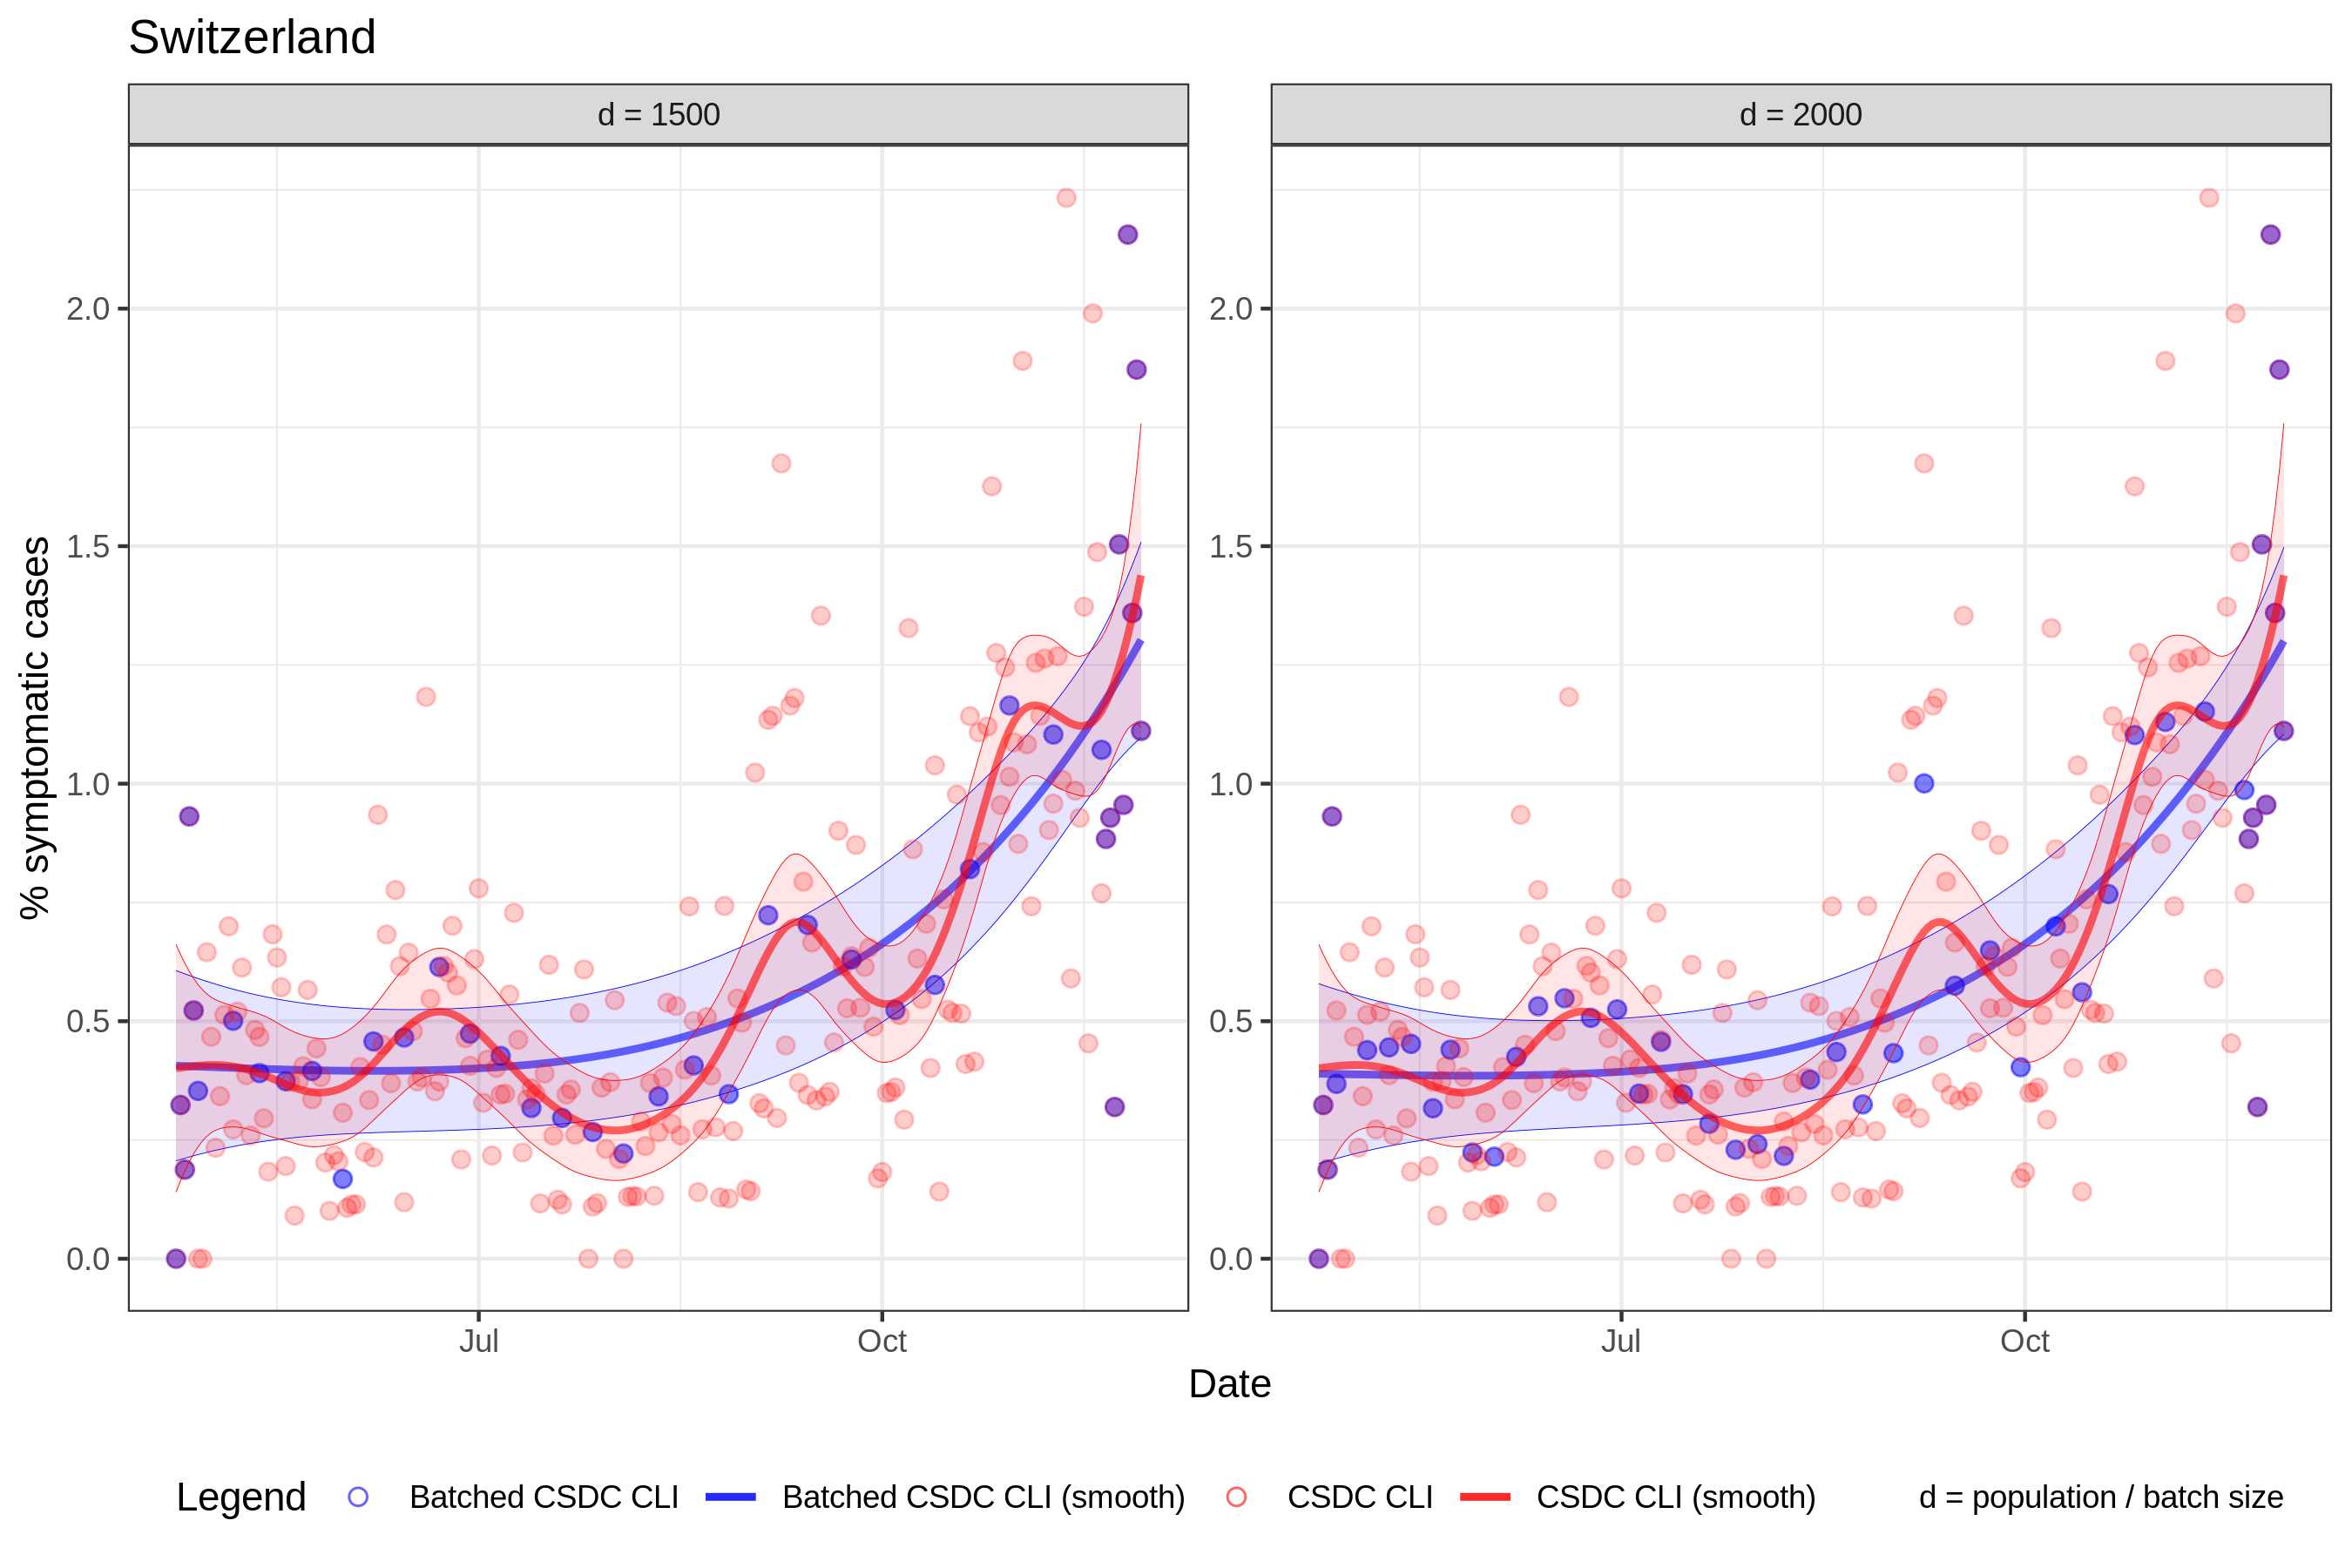 Switzerland
d = 1500
d = 2000
% symptomatic cases
2.0
1.5
1.0
0.5
0.0
2.0
1.5
1.0
0.5
0.0
Jul
Oct
Jul
Oct
Date
Legend
Batched CSDC CLI
Batched CSDC CLI (smooth)
CSDC CLI
CSDC CLI (smooth)
d = population / batch size